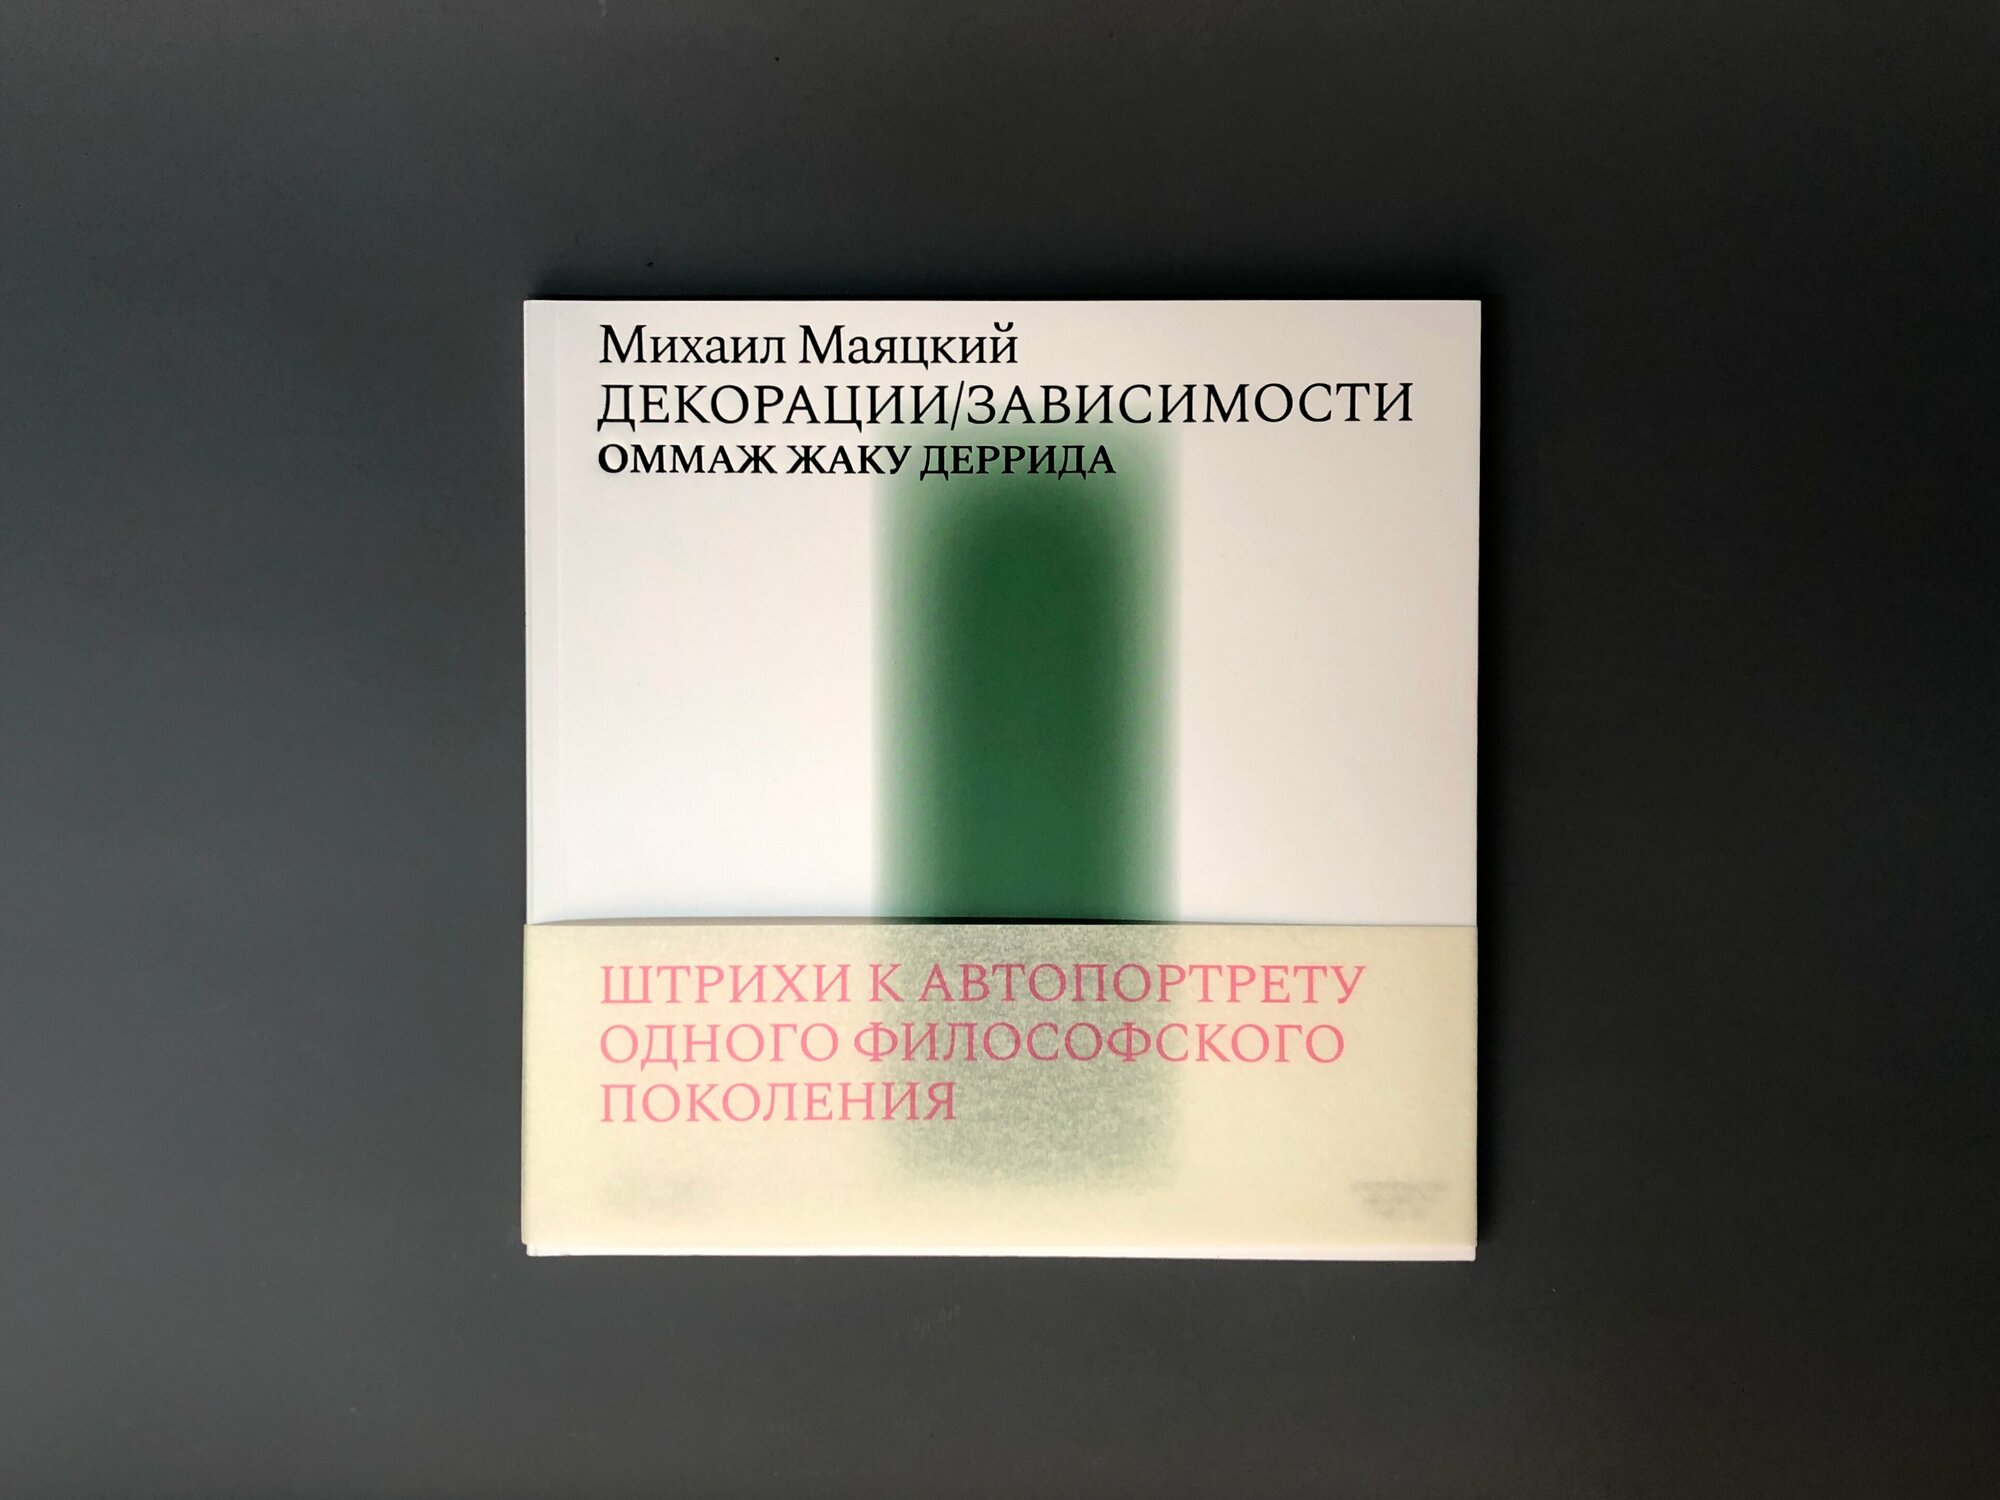 Михаил Маяцкий
ДЕКОРАЦИИ/ЗАВИСИМОСТИ
ОММАЖ ЖАКУ ДЕРРИДА
ШТРИХИ К АВТОПОРТРЕТУ
ОДНОГО ФИЛОСОФСКОГО
ПОКОЛЕНИЯ